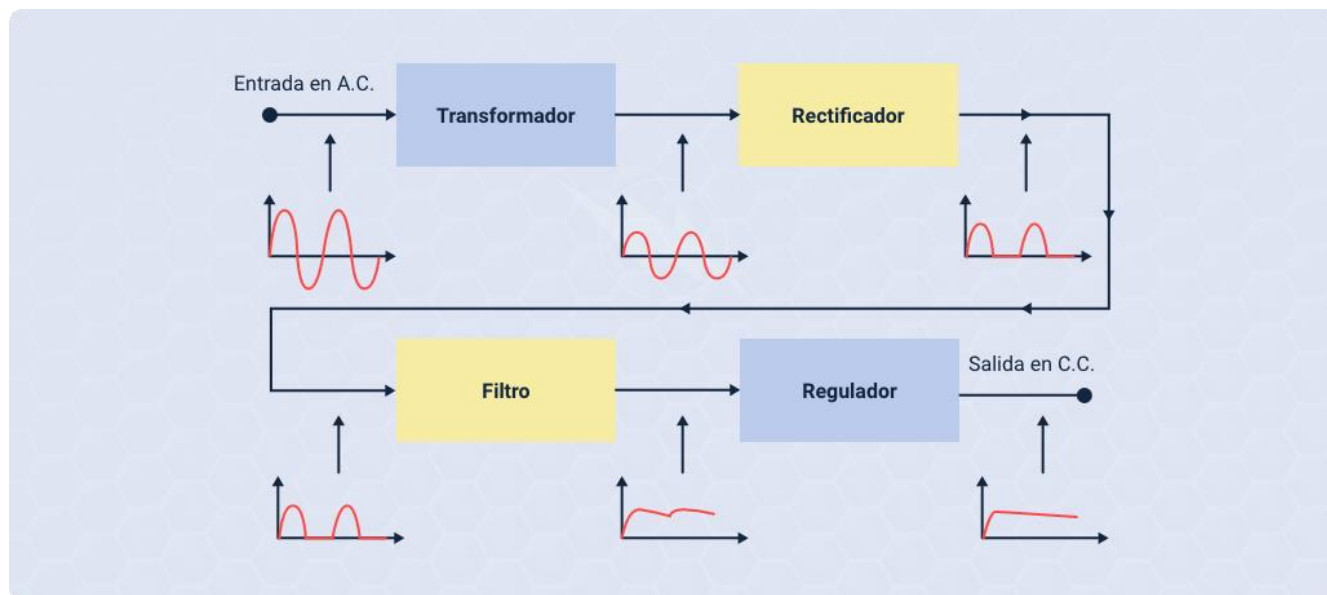 Entrada en A.C.
Transformador
Rectificador
Filtro
Regulador
Salida en C.C.